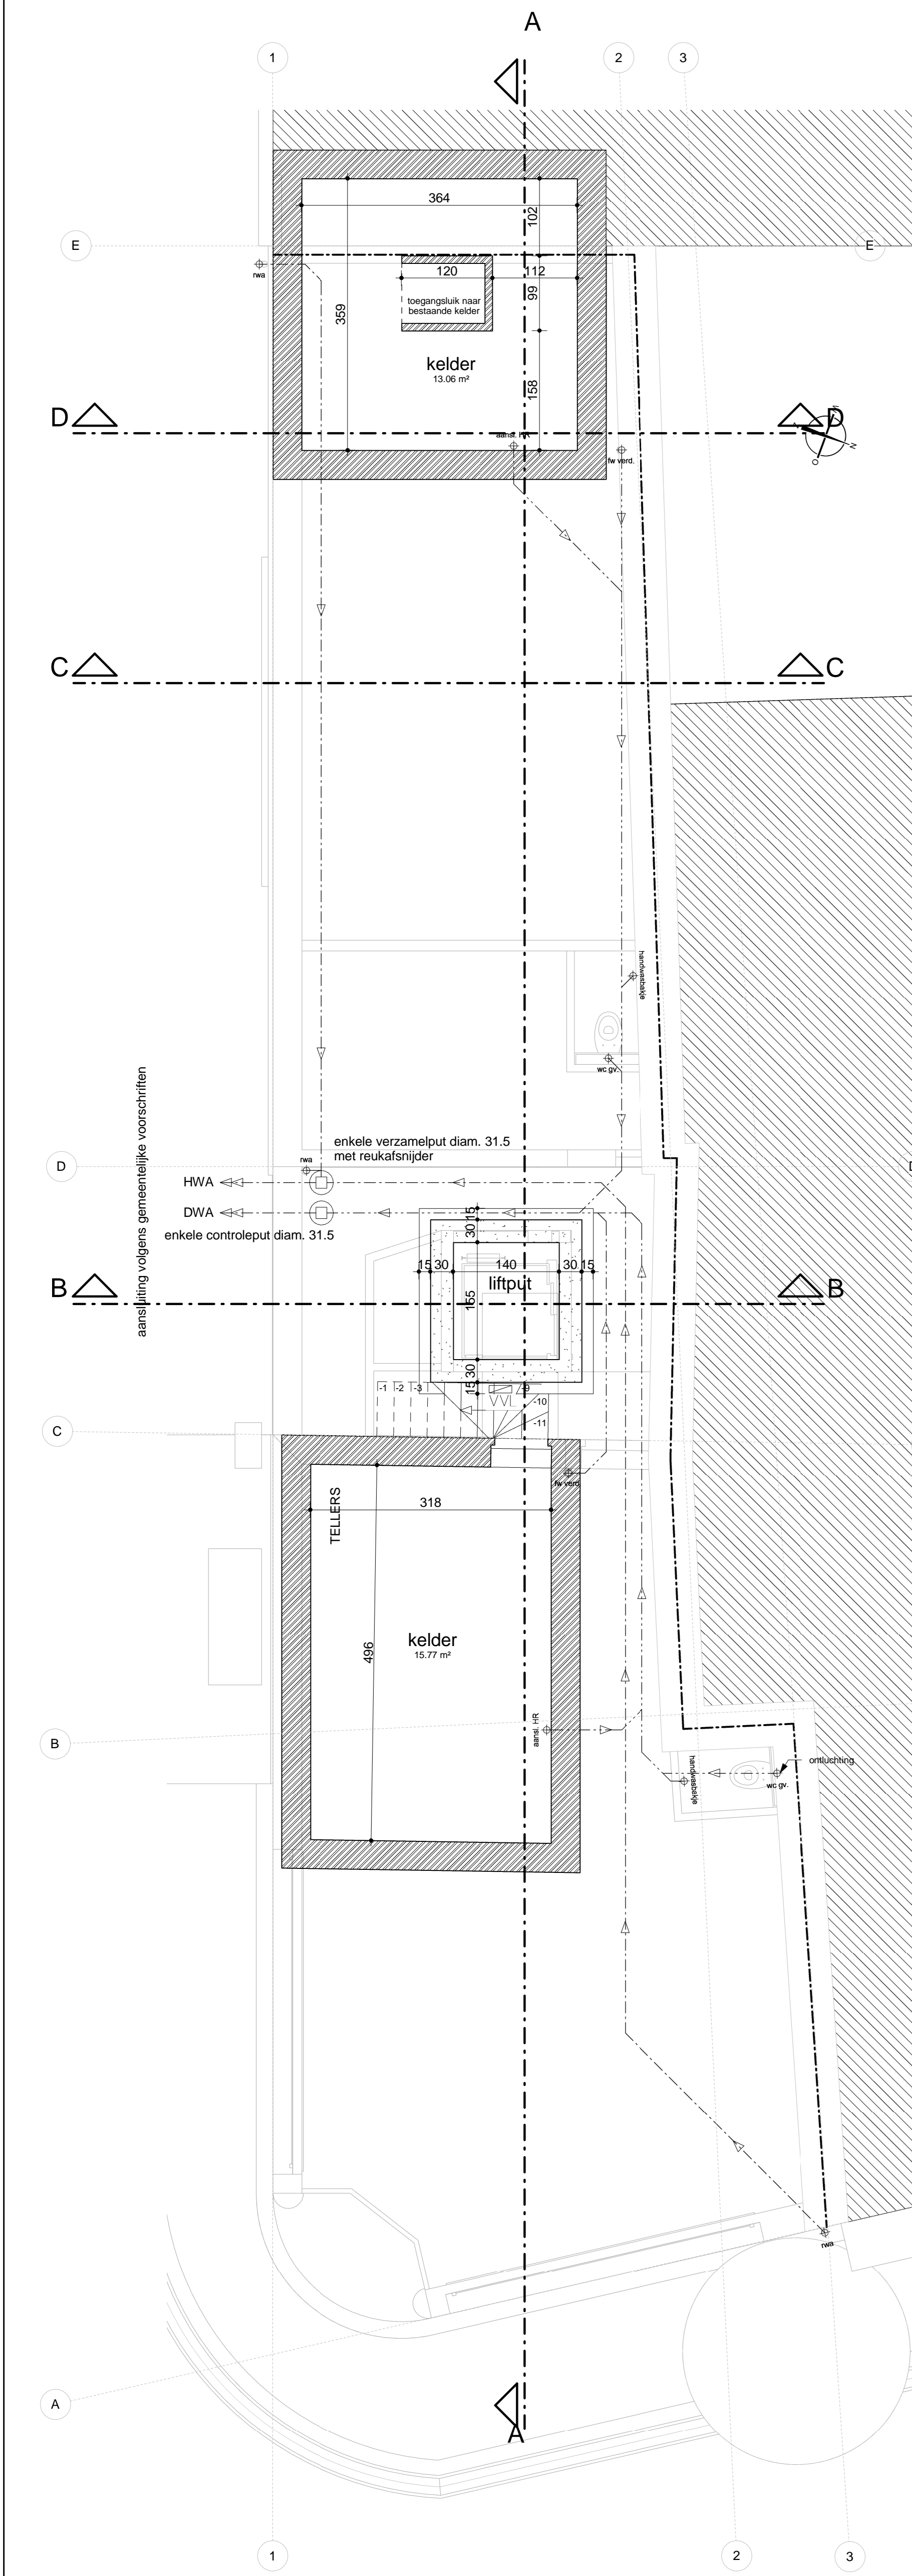 A
1
2
3
364
102
E
E
rwa
120
112
99
toegangsluik naar
bestaande kelder
359
kelder
13.06 m²
158
D
D
N
O
aansl. HR
fw verd.
C
C
handwasbakje
wc gv.
aansluiting volgens gemeentelijke voorschriften
enkele verzamelput diam. 31.5
met reukafsnijder
D
rwa
HWA
DWA
enkele controleput diam. 31.5
15
30
15
30
140
30
15
liftput
155
B
B
30
15
-1
-2
-3
-9
-10
-11
C
fw verd.
TELLERS
318
496
kelder
15.77 m²
aansl. HR
B
handwasbakje
wc gv.
ontluchting
rwa
A
A
1
2
3